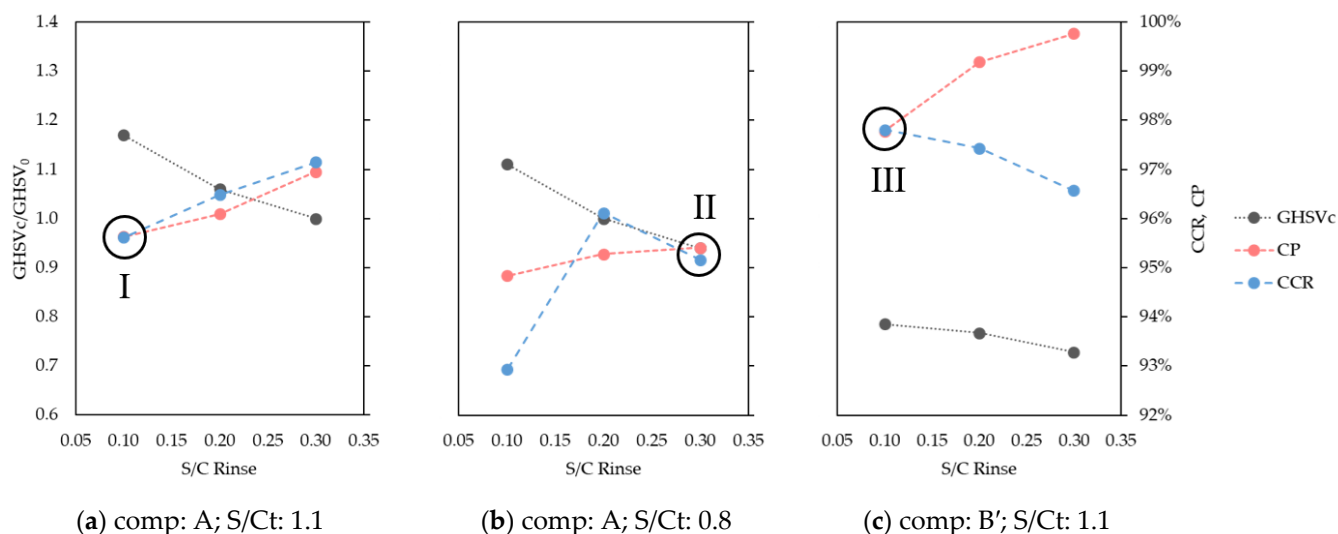 1.4
1.3
1.2
1.1
1.0
0.9
0.8
0.7
0.6
GHSVc/GHSV₀
I
0.05 0.10 0.15 0.20 0.25 0.30 0.35
S/C Rinse
(a) comp: A; S/Ct: 1.1
II
0.05 0.10 0.15 0.20 0.25 0.30 0.35
S/C Rinse
(b) comp: A; S/Ct: 0.8
III
0.05 0.10 0.15 0.20 0.25 0.30 0.35
S/C Rinse
(c) comp: B′; S/Ct: 1.1
100%
99%
98%
97%
96%
95%
94%
93%
92%
CCR, CP
GHSVc
CP
CCR